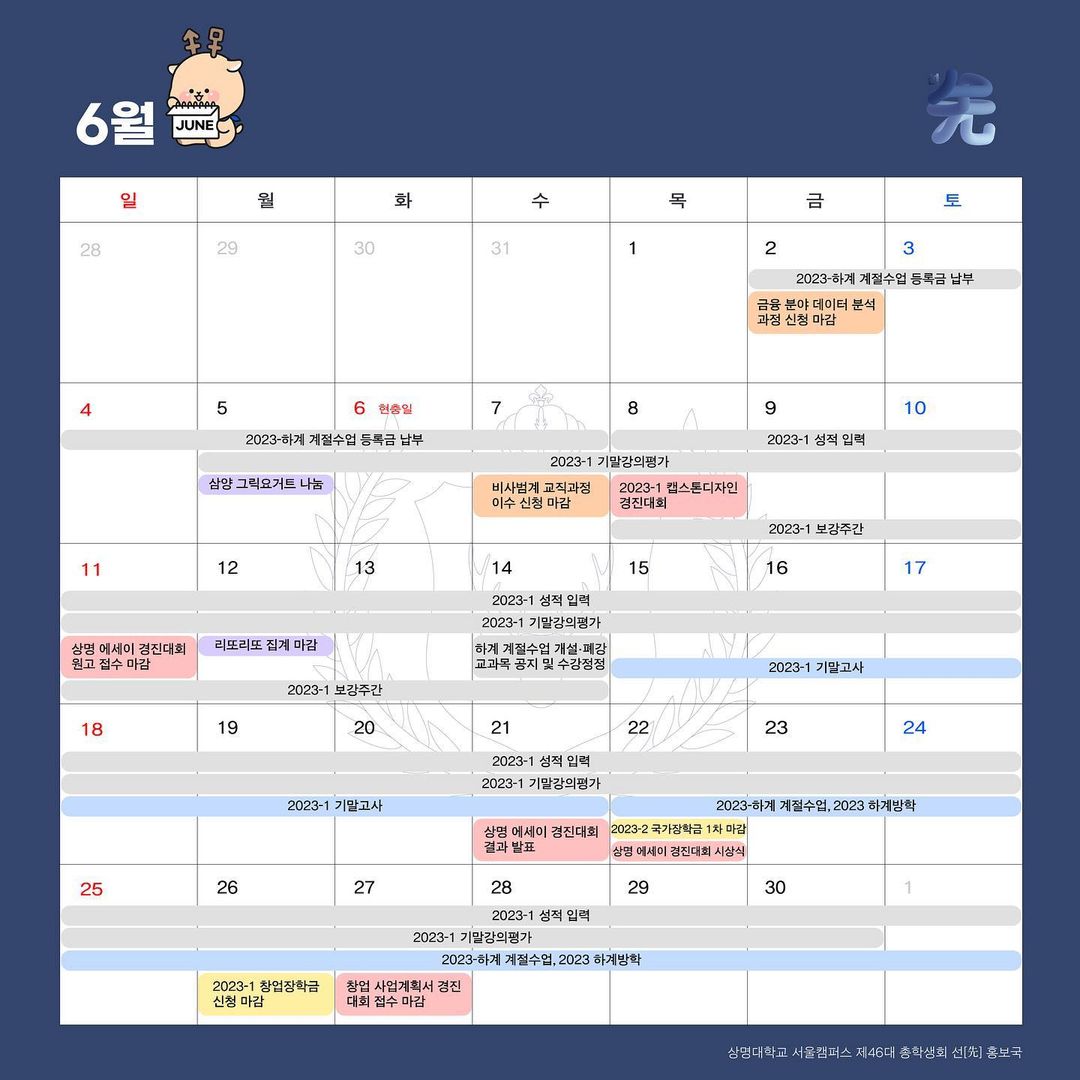 6월
JUNE
先
일 월 화 수 목 금 토
28 29 30 31 1 2 3
2023-하계 계절수업 등록금 납부
금융 분야 데이터 분석
과정 신청 마감
4 5 6 현충일 7 8 9 10
2023-하계 계절수업 등록금 납부
2023-1 성적 입력
2023-1 기말강의평가
삼양 그릭요거트 나눔
비사범계 교직과정
이수 신청 마감
2023-1 캡스톤디자인
경진대회
2023-1 보강주간
11 12 13 14 15 16 17
2023-1 성적 입력
2023-1 기말강의평가
상명 에세이 경진대회
원고 접수 마감
리또리또 집계 마감
하계 계절수업 개설·폐강
교과목 공지 및 수강정정
2023-1 기말고사
2023-1 보강주간
18 19 20 21 22 23 24
2023-1 성적 입력
2023-1 기말강의평가
2023-1 기말고사
2023-하계 계절수업, 2023 하계방학
상명 에세이 경진대회
결과 발표
2023-2 국가장학금 1차 마감
상명 에세이 경진대회 시상식
25 26 27 28 29 30 1
2023-1 성적 입력
2023-1 기말강의평가
2023-하계 계절수업, 2023 하계방학
2023-1 창업장학금
신청 마감
창업 사업계획서 경진
대회 접수 마감
상명대학교 서울캠퍼스 제46대 총학생회 선[先] 홍보국